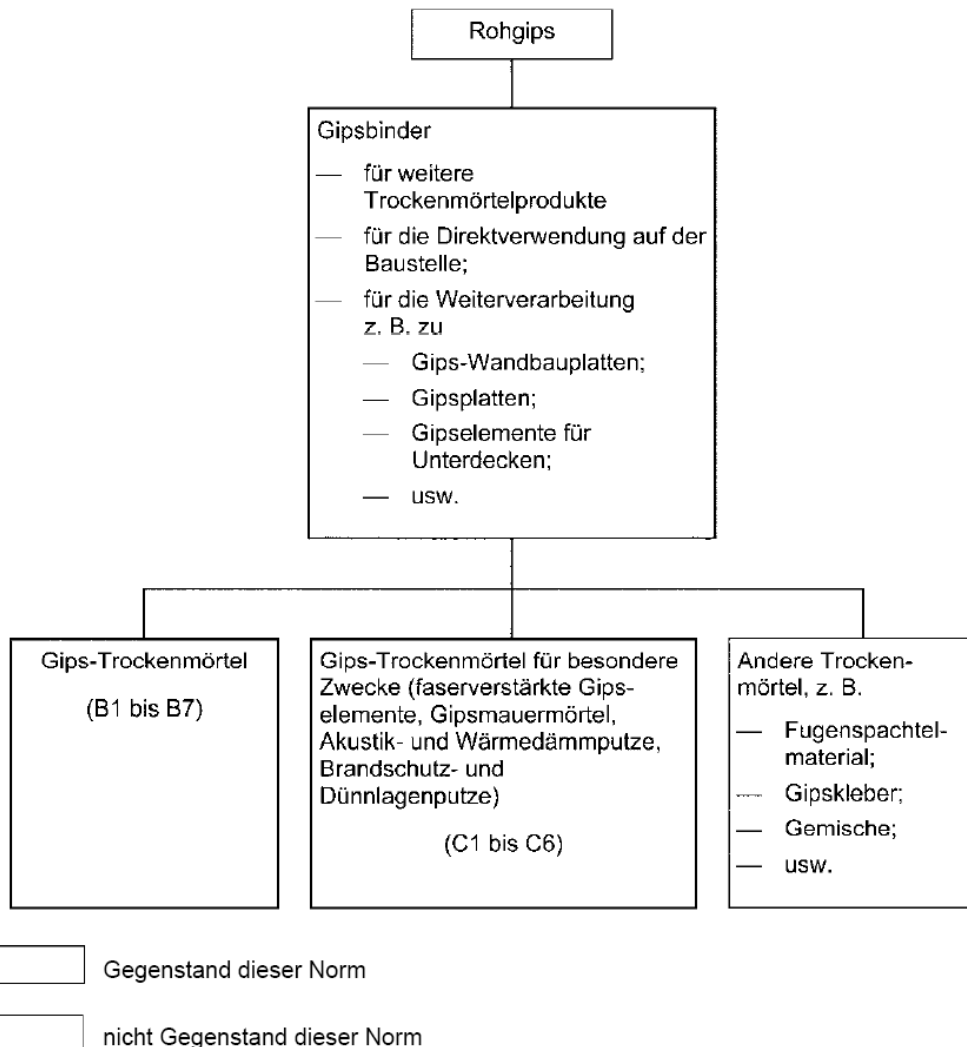 Rohgips
Gipsbinder
— für weitere
Trockenmörtelprodukte
— für die Direktverwendung auf der
Baustelle;
— für die Weiterverarbeitung
z. B. zu
— Gips-Wandbauplatten;
— Gipsplatten;
— Gipselemente für
Unterdecken;
— usw.
Gips-Trockenmörtel
(B1 bis B7)
Gips-Trockenmörtel für besondere
Zwecke (faserverstärkte Gips-
elemente, Gipsmauermörtel,
Akustik- und Wärmedämmputze,
Brandschutz- und
Dünnlagenputze)
(C1 bis C6)
Andere Trocken-
mörtel, z. B.
— Fugenspachtel-
material;
— Gipskleber;
— Gemische;
— usw.
Gegenstand dieser Norm
nicht Gegenstand dieser Norm